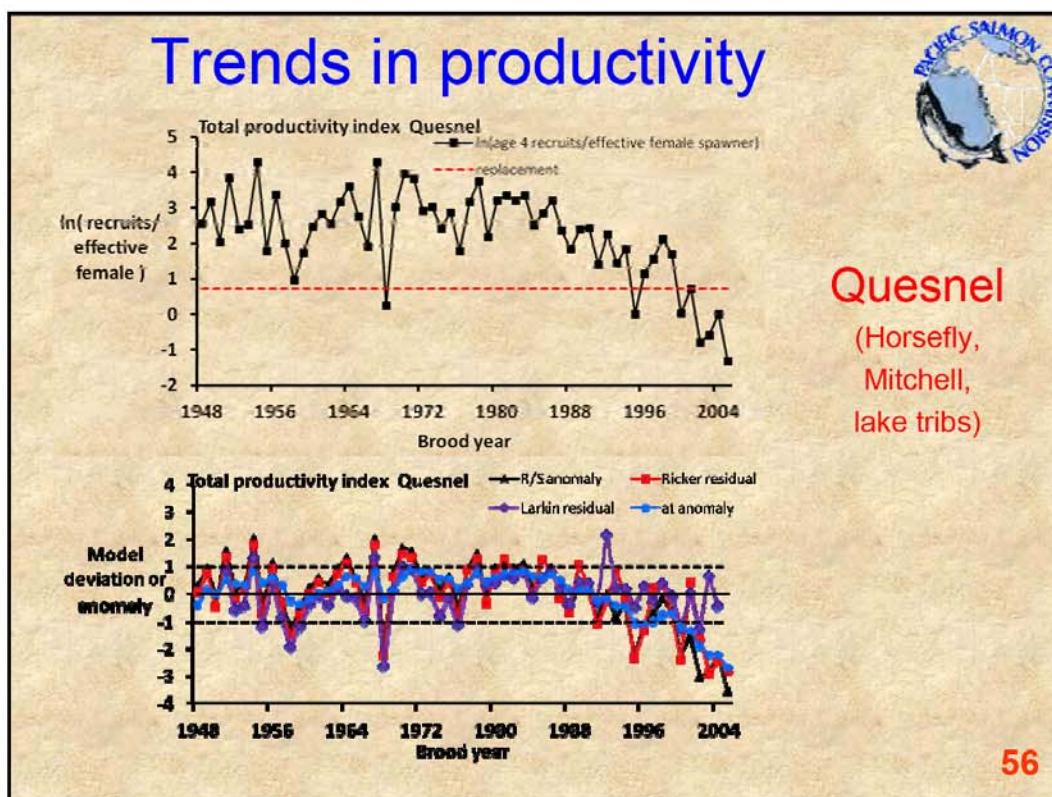 Trends in productivity
PACIFIC SALMON COMMISSION
Total productivity index Quesnel
ln(age 4 recruits/effective female spawner)
replacement
5
4
3
2
1
0
-1
-2
ln( recruits/
effective
female )
1948 1956 1964 1972 1980 1988 1996 2004
Brood year
Quesnel
(Horsefly,
Mitchell,
lake tribs)
Total productivity index Quesnel
R/S anomaly Ricker residual
Larkin residual at anomaly
4
3
2
1
0
-1
-2
-3
-4
Model
deviation or
anomaly
1948 1956 1964 1972 1980 1988 1996 2004
Brood year
56